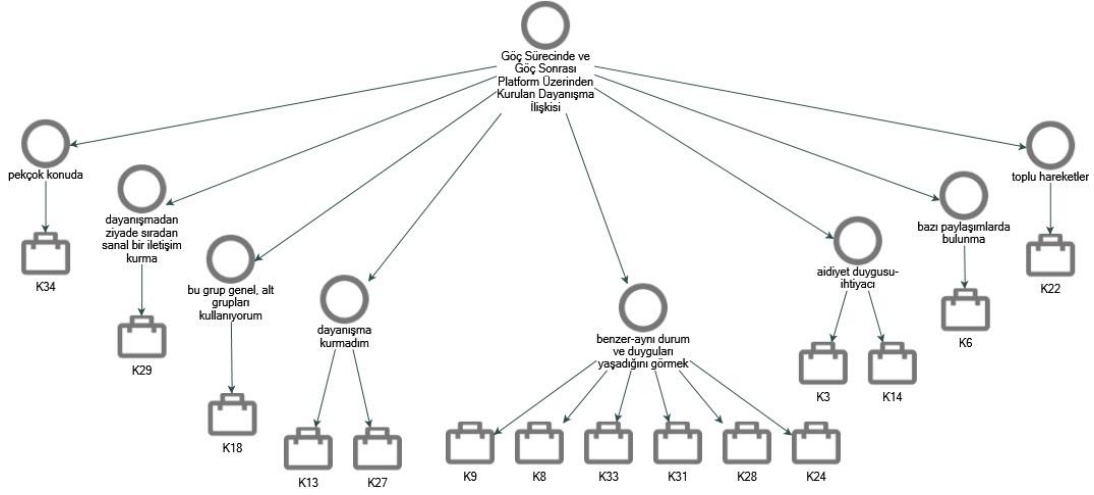 Göç Sürecinde ve
Göç Sonrası
Platform Üzerinden
Kurulan Dayanışma
İlişkisi
pekçok konuda
K34
dayanışmadan
ziyade sıradan
sanal bir iletişim
kurma
K29
bu grup genel, alt
grupları
kullanıyorum
K18
dayanışma
kurmadım
K13
K27
benzer-aynı durum
ve duyguları
yaşadığını görmek
K9
K8
K33
K31
K28
K24
aidiyet duygusu-
ihtiyacı
K3
K14
bazı paylaşımlarda
bulunma
K6
toplu hareketler
K22